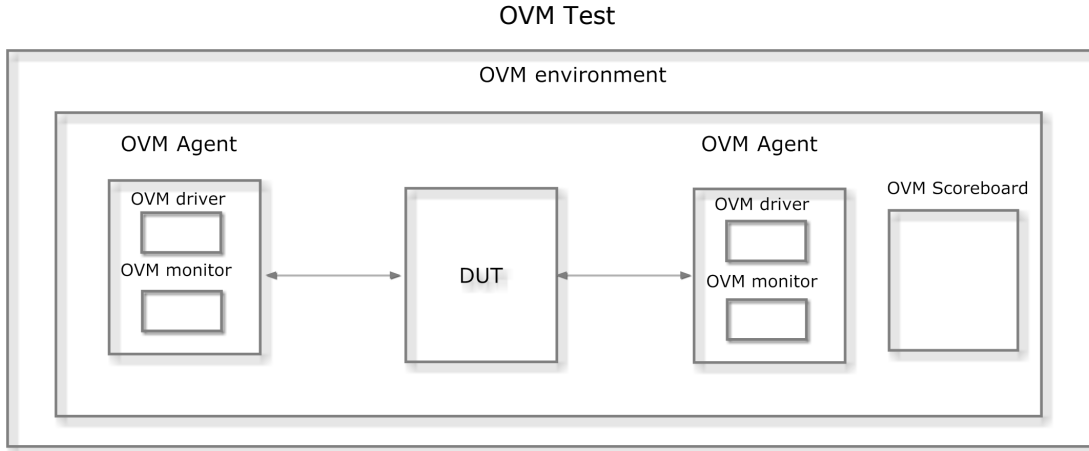 OVM Test
OVM environment
OVM Agent
OVM driver
OVM monitor
DUT
OVM Agent
OVM driver
OVM monitor
OVM Scoreboard